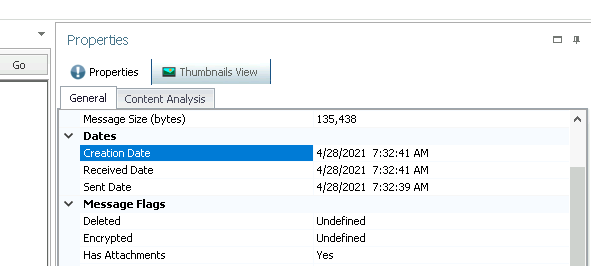 Properties
Go
Properties Thumbnails View
General Content Analysis
Message Size (bytes) 135,438
Dates
Creation Date 4/28/2021 7:32:41 AM
Received Date 4/28/2021 7:32:41 AM
Sent Date 4/28/2021 7:32:39 AM
Message Flags
Deleted Undefined
Encrypted Undefined
Has Attachments Yes